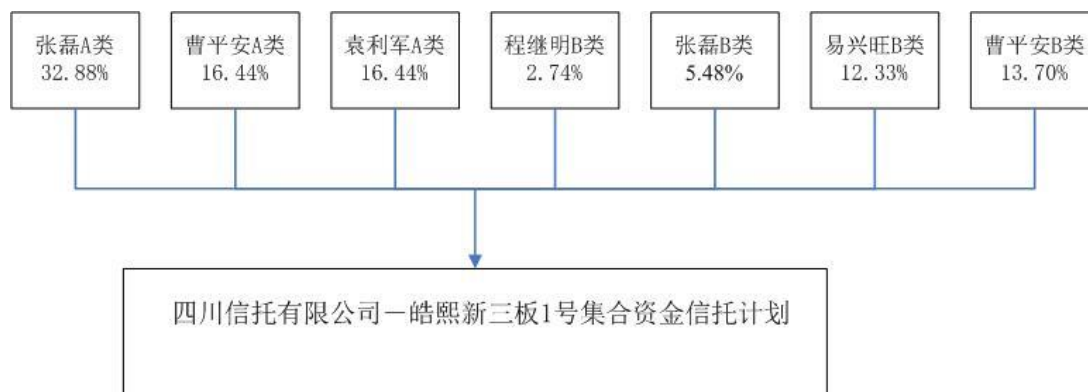 张磊A类
32.88%
曹平安A类
16.44%
袁利军A类
16.44%
程继明B类
2.74%
张磊B类
5.48%
易兴旺B类
12.33%
曹平安B类
13.70%
四川信托有限公司－皓熙新三板1号集合资金信托计划